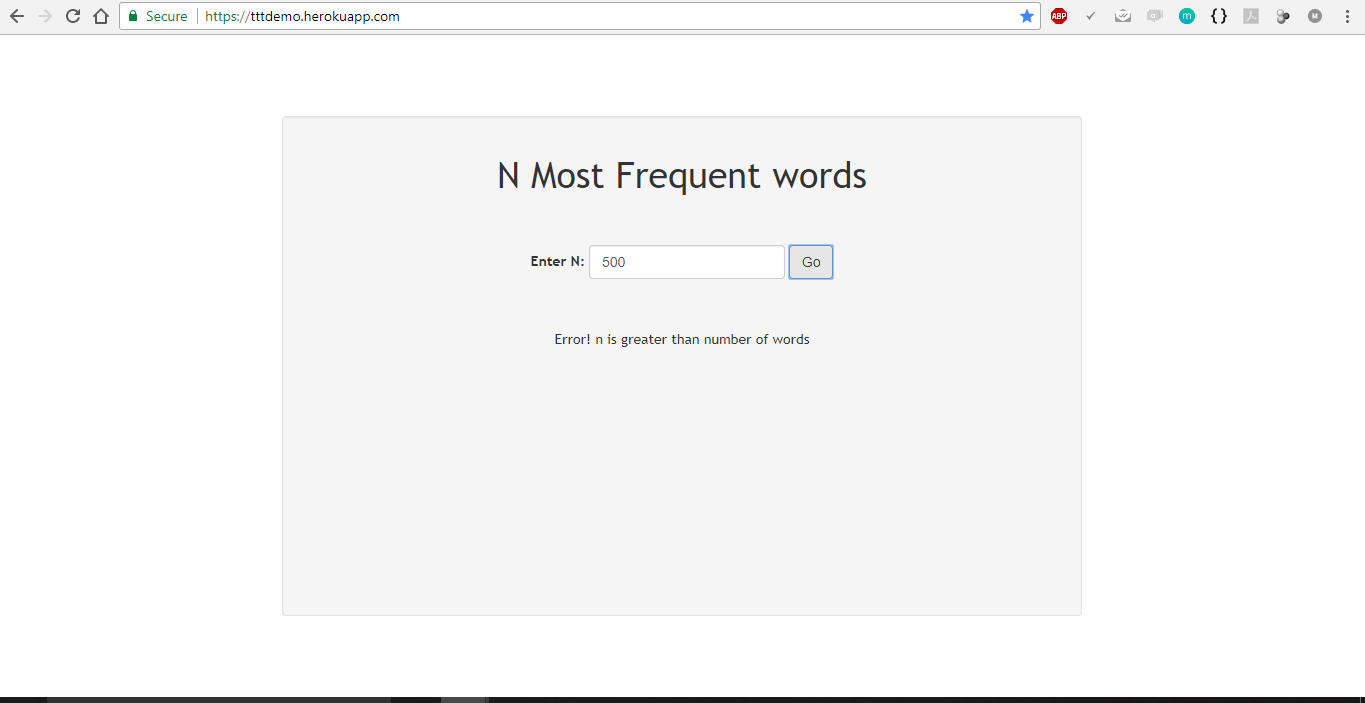 Secure https://tttdemo.herokuapp.com ABP m {} M
N Most Frequent words
Enter N: 500 Go
Error! n is greater than number of words